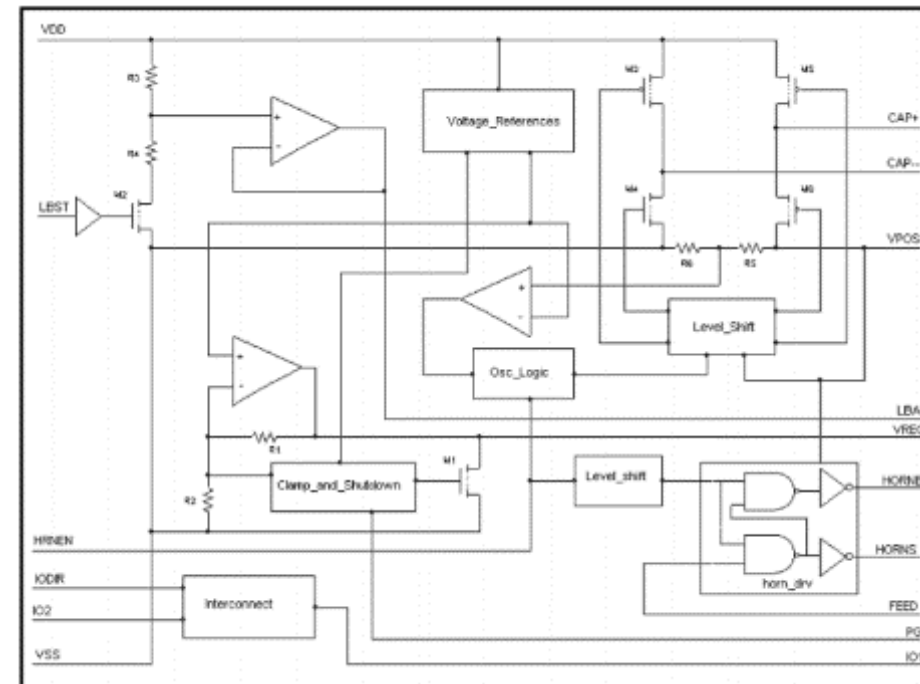 VDD
R3
M3
M5
Voltage_References
CAP+
R4
CAP--
M2
M4
M6
LBST
VPOS
R6
R5
Level_Shift
Osc_Logic
LBA
VREG
R1
M1
Clamp_and_Shutdown
Level_shift
R2
HORNB
HRNEN
HORNS
IODIR
horn_drv
Interconnect
IO2
FEED
PG
VSS
IO1